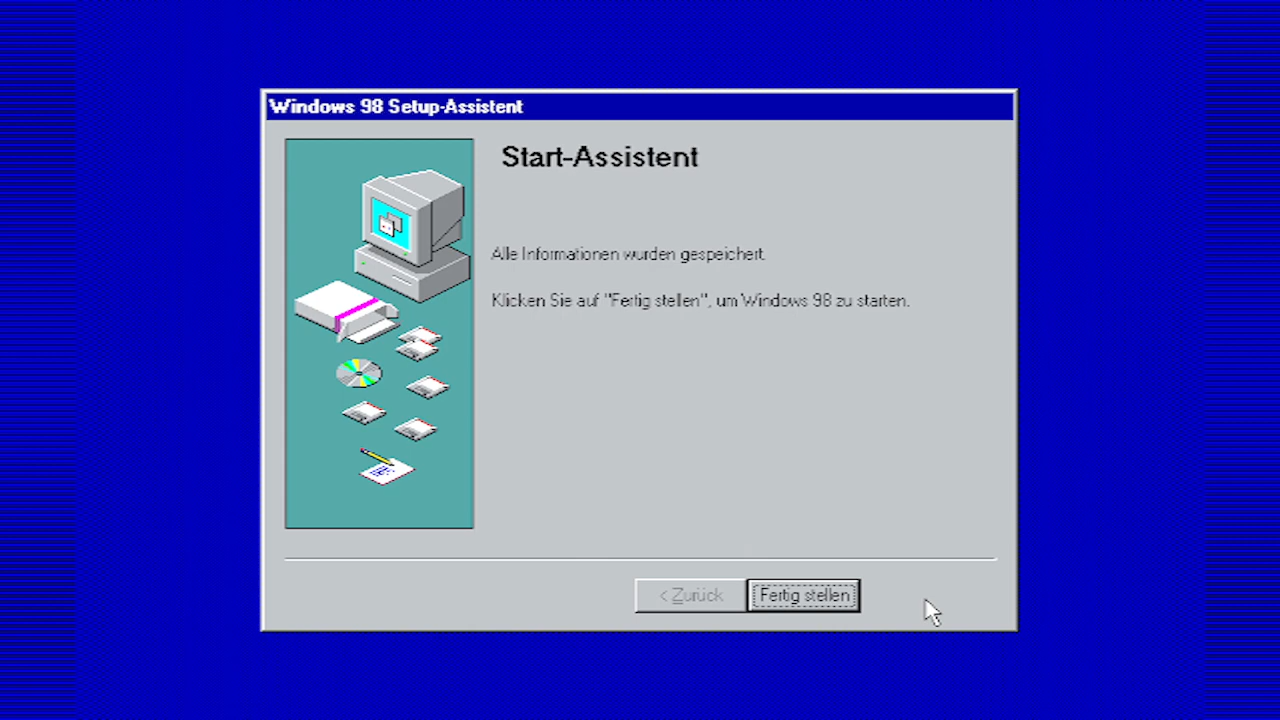 Windows 98 Setup-Assistent
Start-Assistent
Alle Informationen wurden gespeichert.
Klicken Sie auf "Fertig stellen", um Windows 98 zu starten.
< Zurück
Fertig stellen